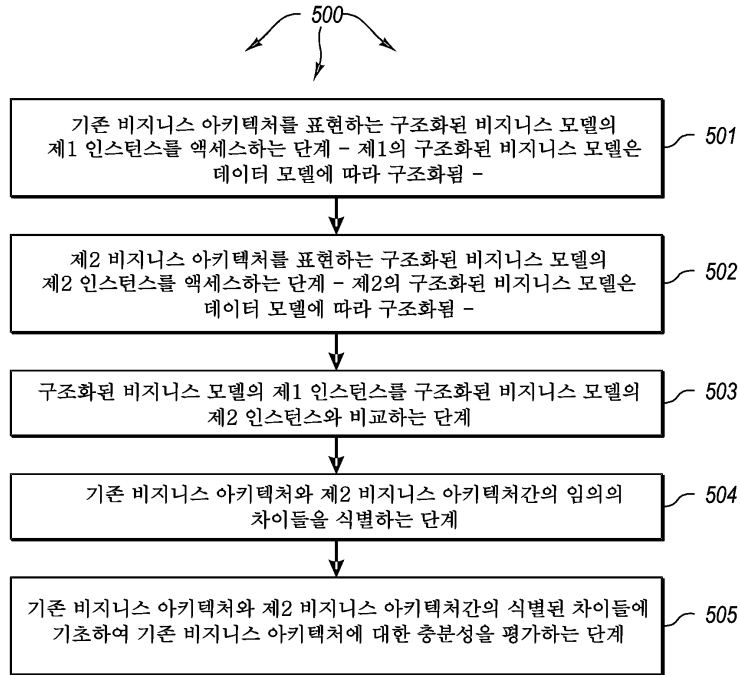 500
기존 비지니스 아키텍처를 표현하는 구조화된 비지니스 모델의
제1 인스턴스를 액세스하는 단계 - 제1의 구조화된 비지니스 모델은
데이터 모델에 따라 구조화됨 -
501
제2 비지니스 아키텍처를 표현하는 구조화된 비지니스 모델의
제2 인스턴스를 액세스하는 단계 - 제2의 구조화된 비지니스 모델은
데이터 모델에 따라 구조화됨 -
502
구조화된 비지니스 모델의 제1 인스턴스를 구조화된 비지니스 모델의
제2 인스턴스와 비교하는 단계
503
기존 비지니스 아키텍처와 제2 비지니스 아키텍처간의 임의의
차이들을 식별하는 단계
504
기존 비지니스 아키텍처와 제2 비지니스 아키텍처간의 식별된 차이들에
기초하여 기존 비지니스 아키텍처에 대한 충분성을 평가하는 단계
505